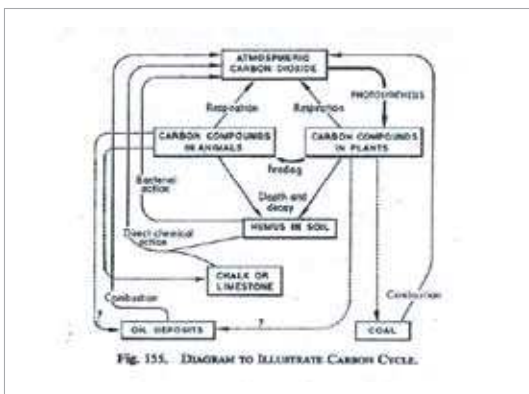 ATMOSPHERIC
CARBON DIOXIDE
Respiration
Respiration
PHOTOSYNTHESIS
CARBON COMPOUNDS
IN ANIMALS
CARBON COMPOUNDS
IN PLANTS
Feeding
Bacterial
action
Death and
decay
HUMUS IN SOIL
Direct chemical
action
CHALK OR
LIMESTONE
Combustion
Combustion
?
?
OIL DEPOSITS
COAL
Fig. 155. DIAGRAM TO ILLUSTRATE CARBON CYCLE.